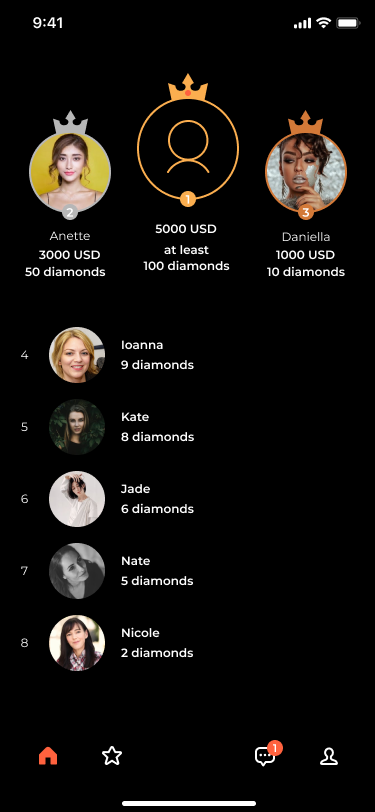 9:41
1
5000 USD
at least
100 diamonds
2
Anette
3000 USD
50 diamonds
3
Daniella
1000 USD
10 diamonds
4
Ioanna
9 diamonds
5
Kate
8 diamonds
6
Jade
6 diamonds
7
Nate
5 diamonds
8
Nicole
2 diamonds
1